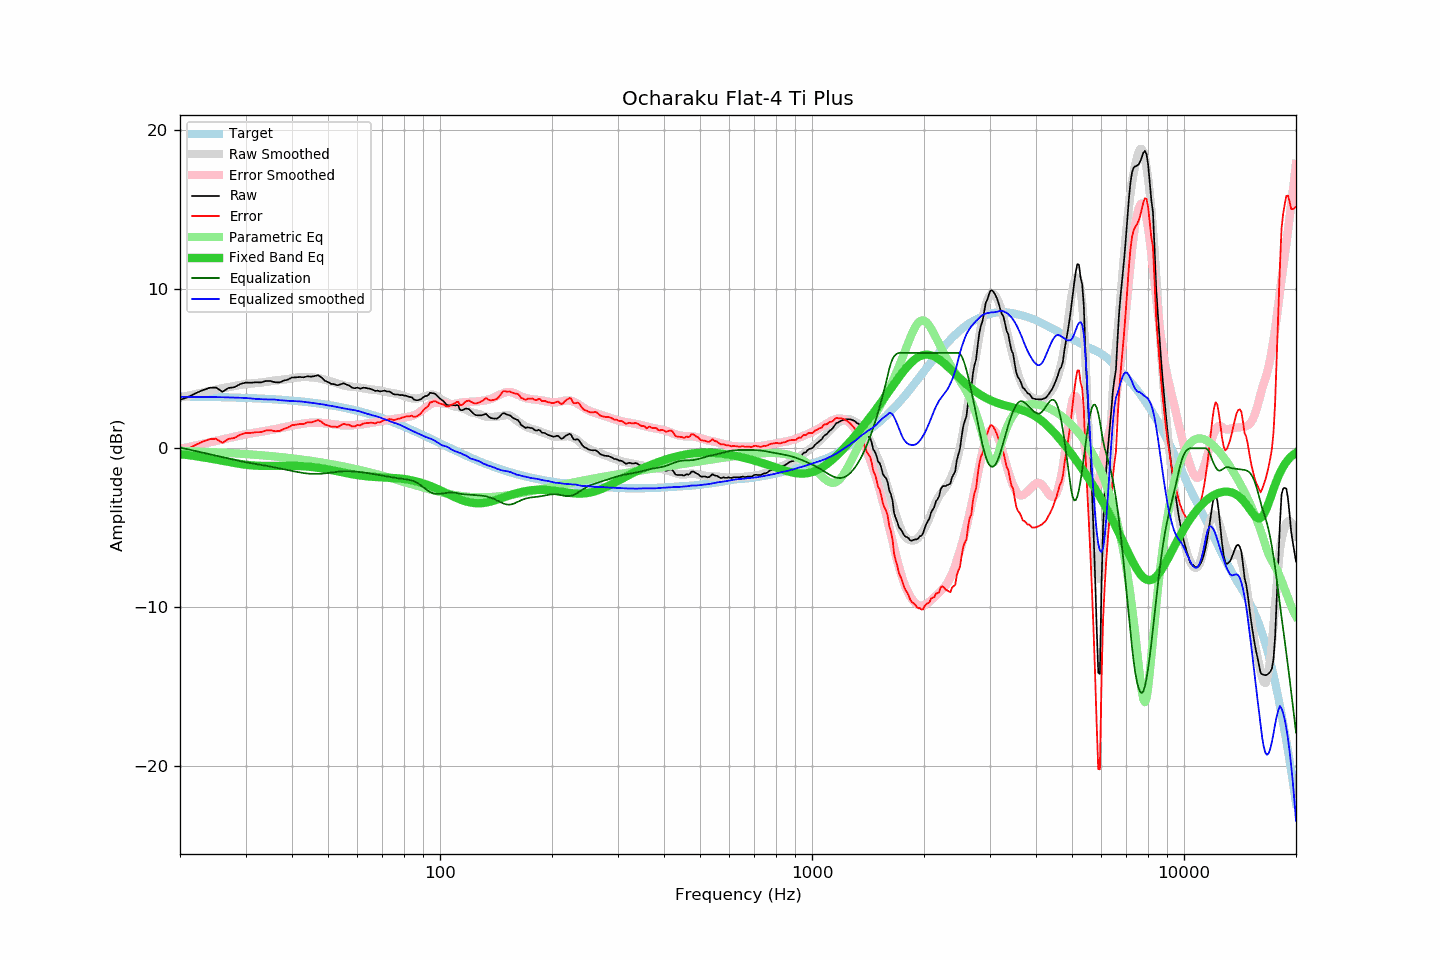 Ocharaku Flat-4 Ti Plus
20
10
0
−10
−20
Amplitude (dBr)
Target
Raw Smoothed
Error Smoothed
Raw
Error
Parametric Eq
Fixed Band Eq
Equalization
Equalized smoothed
100 1000 10000
Frequency (Hz)